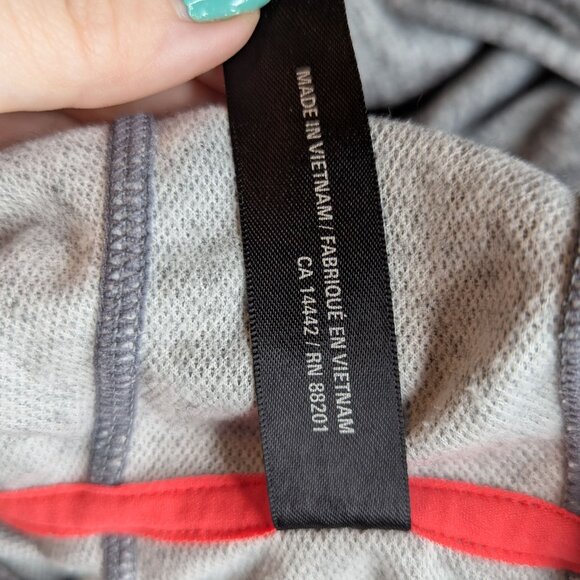 MADE IN VIETNAM / FABRIQUÉ EN VIETNAM
CA 14442 / RN 88201